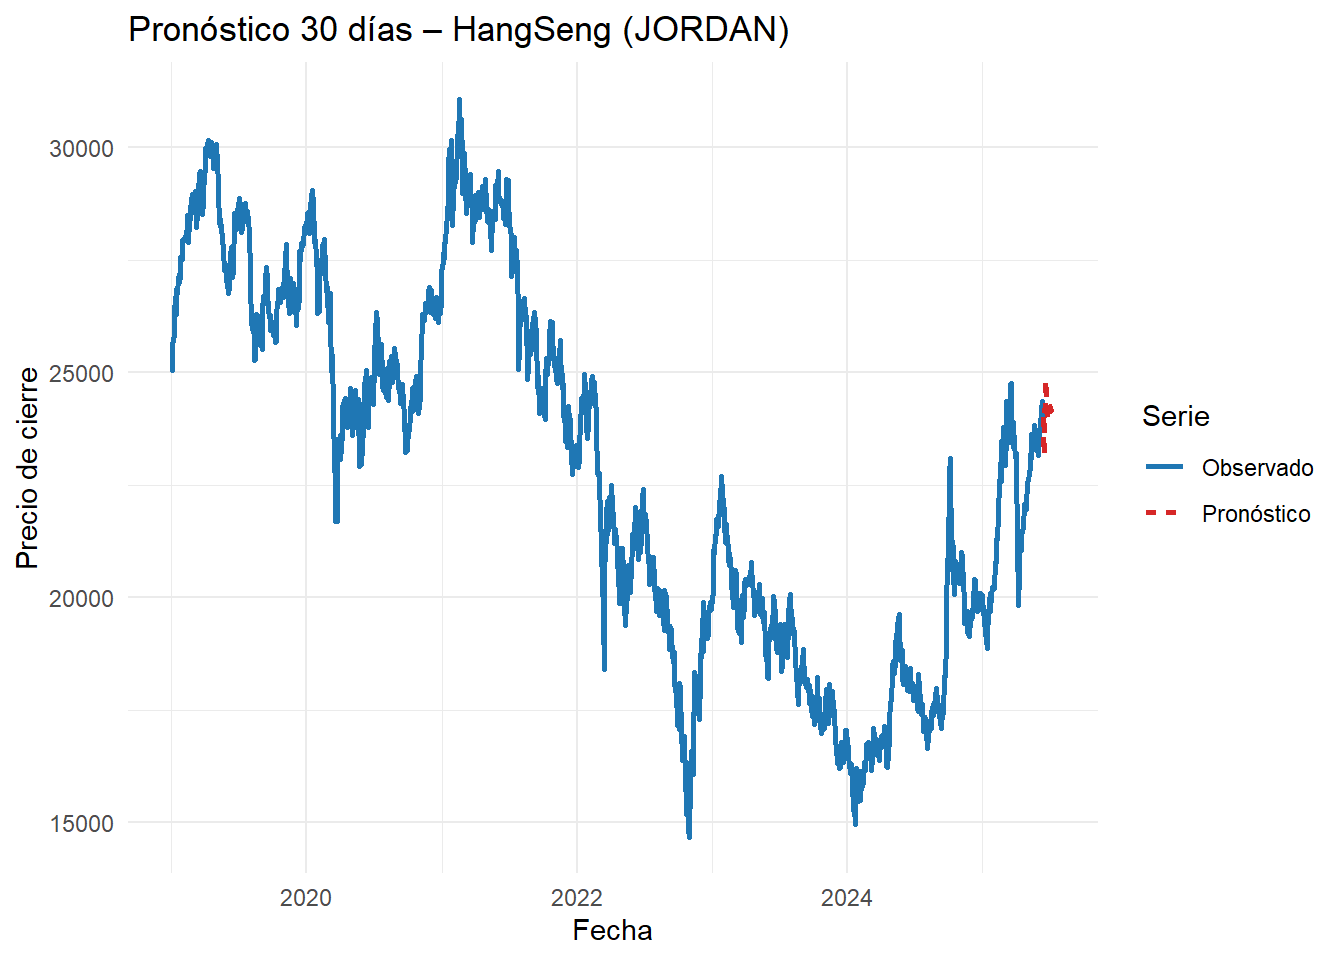 Pronóstico 30 días – HangSeng (JORDAN)
30000
25000
20000
15000
Precio de cierre
2020
2022
2024
Fecha
Serie
Observado
Pronóstico